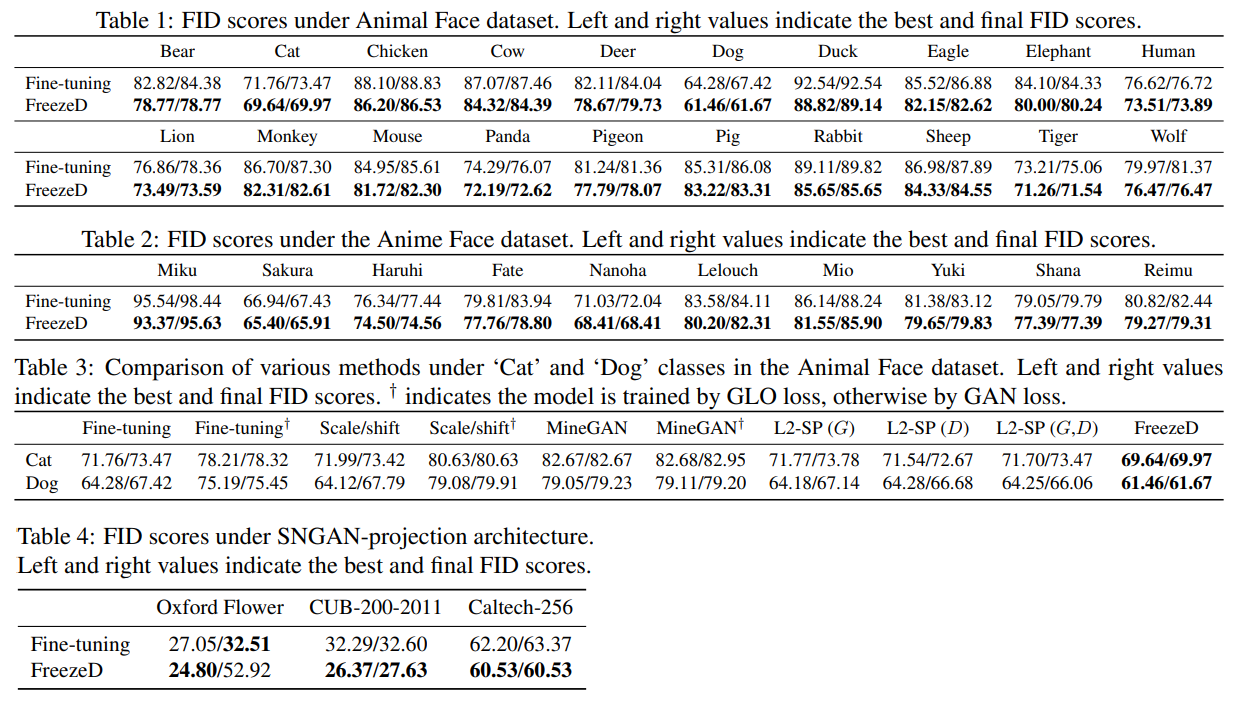 Table 1: FID scores under Animal Face dataset. Left and right values indicate the best and final FID scores.
Bear Cat Chicken Cow Deer Dog Duck Eagle Elephant Human
Fine-tuning 82.82/84.38 71.76/73.47 88.10/88.83 87.07/87.46 82.11/84.04 64.28/67.42 92.54/92.54 85.52/86.88 84.10/84.33 76.62/76.72
FreezeD 78.77/78.77 69.64/69.97 86.20/86.53 84.32/84.39 78.67/79.73 61.46/61.67 88.82/89.14 82.15/82.62 80.00/80.24 73.51/73.89
Lion Monkey Mouse Panda Pigeon Pig Rabbit Sheep Tiger Wolf
Fine-tuning 76.86/78.36 86.70/87.30 84.95/85.61 74.29/76.07 81.24/81.36 85.31/86.08 89.11/89.82 86.98/87.89 73.21/75.06 79.97/81.37
FreezeD 73.49/73.59 82.31/82.61 81.72/82.30 72.19/72.62 77.79/78.07 83.22/83.31 85.65/85.65 84.33/84.55 71.26/71.54 76.47/76.47
Table 2: FID scores under the Anime Face dataset. Left and right values indicate the best and final FID scores.
Miku Sakura Haruhi Fate Nanoha Lelouch Mio Yuki Shana Reimu
Fine-tuning 95.54/98.44 66.94/67.43 76.34/77.44 79.81/83.94 71.03/72.04 83.58/84.11 86.14/88.24 81.38/83.12 79.05/79.79 80.82/82.44
FreezeD 93.37/95.63 65.40/65.91 74.50/74.56 77.76/78.80 68.41/68.41 80.20/82.31 81.55/85.90 79.65/79.83 77.39/77.39 79.27/79.31
Table 3: Comparison of various methods under ‘Cat’ and ‘Dog’ classes in the Animal Face dataset. Left and right values
indicate the best and final FID scores. † indicates the model is trained by GLO loss, otherwise by GAN loss.
Fine-tuning Fine-tuning† Scale/shift Scale/shift† MineGAN MineGAN† L2-SP (G) L2-SP (D) L2-SP (G,D) FreezeD
Cat 71.76/73.47 78.21/78.32 71.99/73.42 80.63/80.63 82.67/82.67 82.68/82.95 71.77/73.78 71.54/72.67 71.70/73.47 69.64/69.97
Dog 64.28/67.42 75.19/75.45 64.12/67.79 79.08/79.91 79.05/79.23 79.11/79.20 64.18/67.14 64.28/66.68 64.25/66.06 61.46/61.67
Table 4: FID scores under SNGAN-projection architecture.
Left and right values indicate the best and final FID scores.
Oxford Flower CUB-200-2011 Caltech-256
Fine-tuning 27.05/32.51 32.29/32.60 62.20/63.37
FreezeD 24.80/52.92 26.37/27.63 60.53/60.53